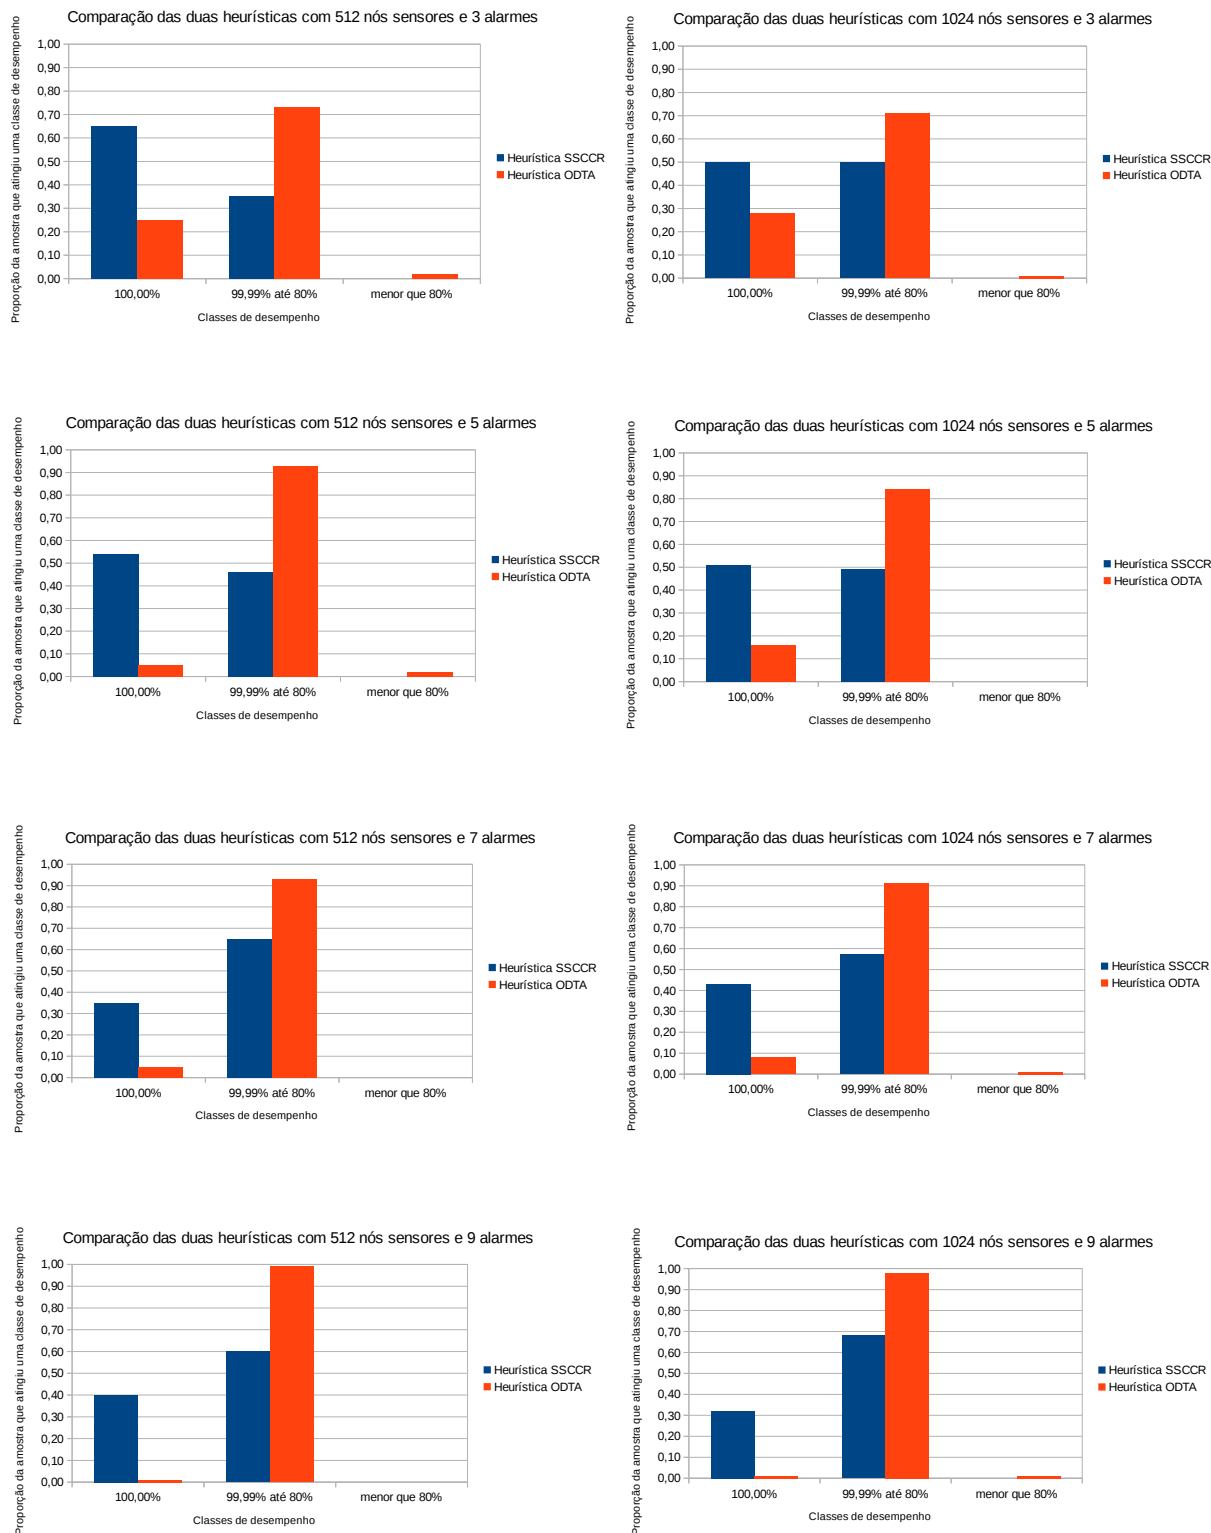 Comparação das duas heurísticas com 512 nós sensores e 3 alarmes
Proporção da amostra que atingiu uma classe de desempenho
1,00
0,90
0,80
0,70
0,60
0,50
0,40
0,30
0,20
0,10
0,00
100,00%
99,99% até 80%
menor que 80%
Classes de desempenho
Heurística SSCCR
Heurística ODTA
Comparação das duas heurísticas com 1024 nós sensores e 3 alarmes
Proporção da amostra que atingiu uma classe de desempenho
1,00
0,90
0,80
0,70
0,60
0,50
0,40
0,30
0,20
0,10
0,00
100,00%
99,99% até 80%
menor que 80%
Classes de desempenho
Heurística SSCCR
Heurística ODTA
Comparação das duas heurísticas com 512 nós sensores e 5 alarmes
Proporção da amostra que atingiu uma classe de desempenho
1,00
0,90
0,80
0,70
0,60
0,50
0,40
0,30
0,20
0,10
0,00
100,00%
99,99% até 80%
menor que 80%
Classes de desempenho
Heurística SSCCR
Heurística ODTA
Comparação das duas heurísticas com 1024 nós sensores e 5 alarmes
Proporção da amostra que atingiu uma classe de desempenho
1,00
0,90
0,80
0,70
0,60
0,50
0,40
0,30
0,20
0,10
0,00
100,00%
99,99% até 80%
menor que 80%
Classes de desempenho
Heurística SSCCR
Heurística ODTA
Comparação das duas heurísticas com 512 nós sensores e 7 alarmes
Proporção da amostra que atingiu uma classe de desempenho
1,00
0,90
0,80
0,70
0,60
0,50
0,40
0,30
0,20
0,10
0,00
100,00%
99,99% até 80%
menor que 80%
Classes de desempenho
Heurística SSCCR
Heurística ODTA
Comparação das duas heurísticas com 1024 nós sensores e 7 alarmes
Proporção da amostra que atingiu uma classe de desempenho
1,00
0,90
0,80
0,70
0,60
0,50
0,40
0,30
0,20
0,10
0,00
100,00%
99,99% até 80%
menor que 80%
Classes de desempenho
Heurística SSCCR
Heurística ODTA
Comparação das duas heurísticas com 512 nós sensores e 9 alarmes
Proporção da amostra que atingiu uma classe de desempenho
1,00
0,90
0,80
0,70
0,60
0,50
0,40
0,30
0,20
0,10
0,00
100,00%
99,99% até 80%
menor que 80%
Classes de desempenho
Heurística SSCCR
Heurística ODTA
Comparação das duas heurísticas com 1024 nós sensores e 9 alarmes
Proporção da amostra que atingiu uma classe de desempenho
1,00
0,90
0,80
0,70
0,60
0,50
0,40
0,30
0,20
0,10
0,00
100,00%
99,99% até 80%
menor que 80%
Classes de desempenho
Heurística SSCCR
Heurística ODTA